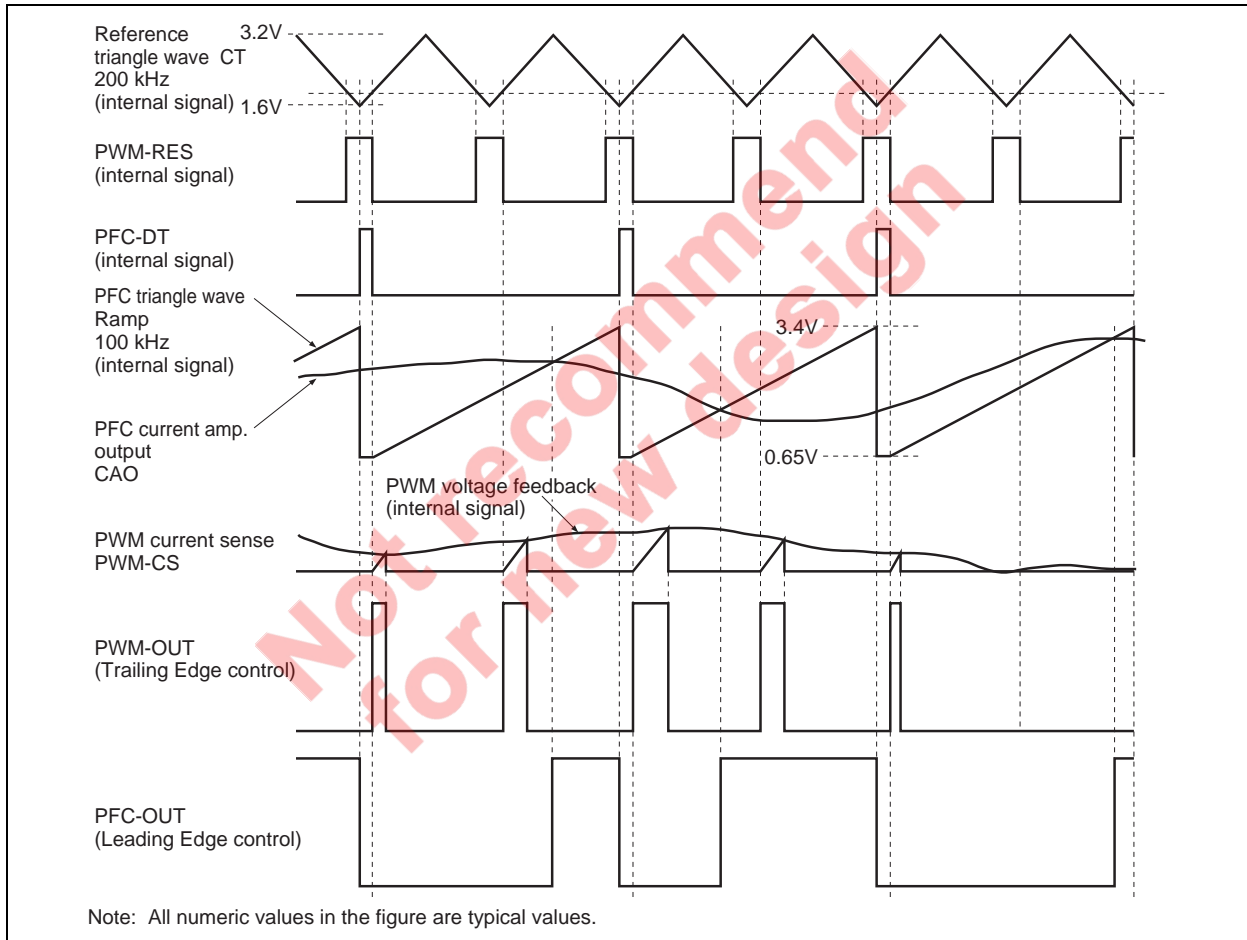 Reference
triangle wave CT
200 kHz
(internal signal)
3.2V
1.6V
PWM-RES
(internal signal)
PFC-DT
(internal signal)
PFC triangle wave
Ramp
100 kHz
(internal signal)
3.4V
PFC current amp.
output
CAO
0.65V
PWM voltage feedback
(internal signal)
PWM current sense
PWM-CS
PWM-OUT
(Trailing Edge control)
PFC-OUT
(Leading Edge control)
Note: All numeric values in the figure are typical values.
Not recommend
for new design